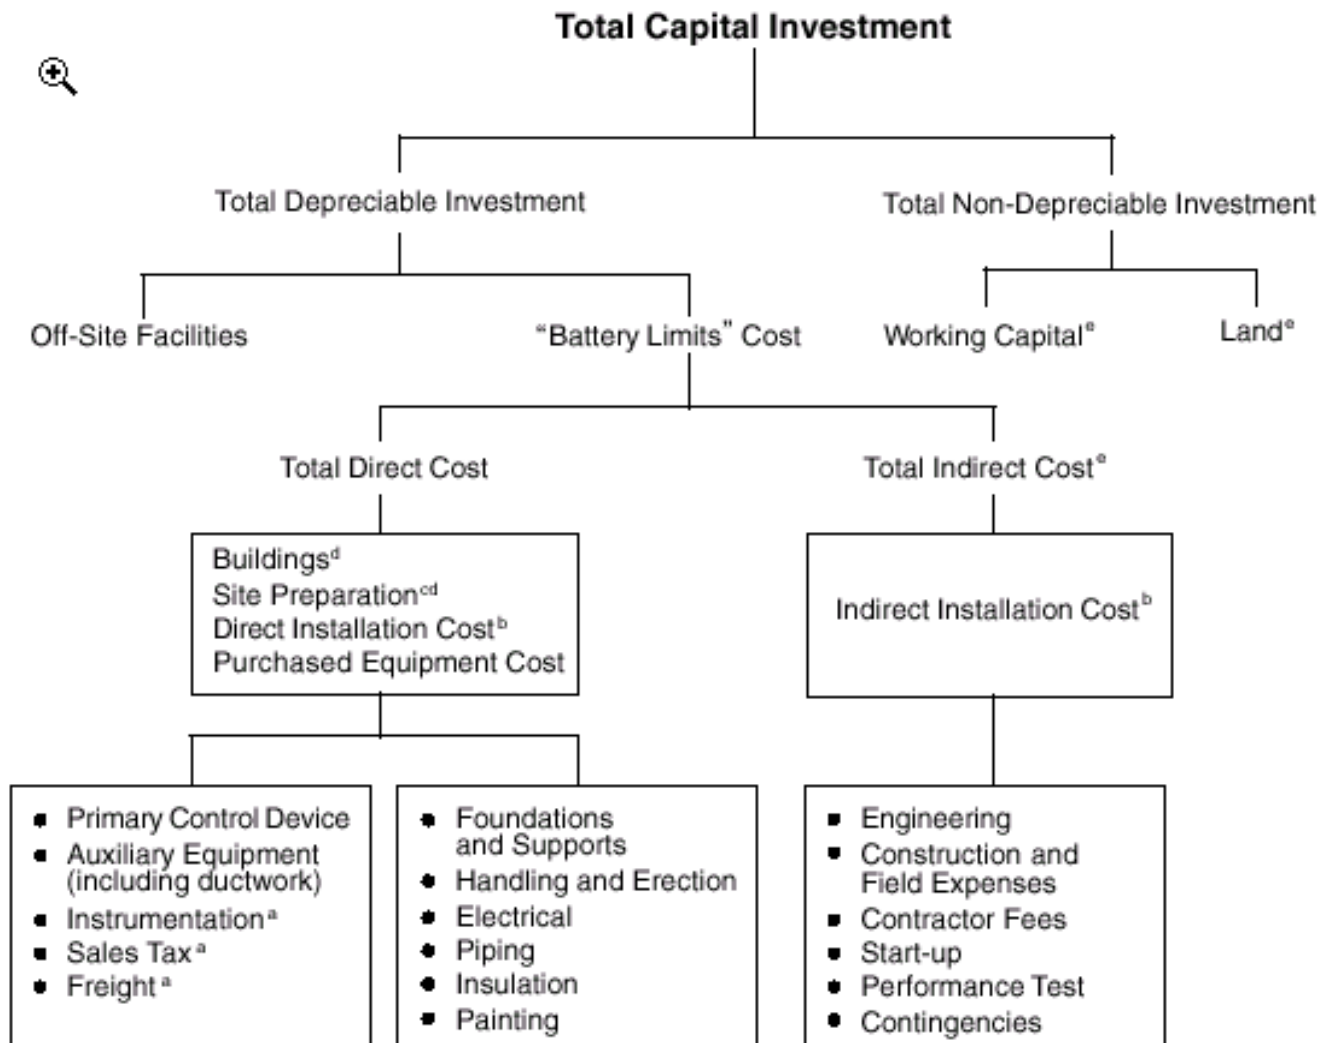 Total Capital Investment
Total Depreciable Investment
Total Non-Depreciable Investment
Off-Site Facilities
“Battery Limits” Cost
Working Capitalᵉ
Landᵉ
Total Direct Cost
Total Indirect Costᵉ
Buildingsᵈ
Site Preparationᶜᵈ
Direct Installation Costᵇ
Purchased Equipment Cost
Indirect Installation Costᵇ
• Primary Control Device
• Auxiliary Equipment
(including ductwork)
• Instrumentationᵃ
• Sales Taxᵃ
• Freightᵃ
• Foundations
and Supports
• Handling and Erection
• Electrical
• Piping
• Insulation
• Painting
• Engineering
• Construction and
Field Expenses
• Contractor Fees
• Start-up
• Performance Test
• Contingencies